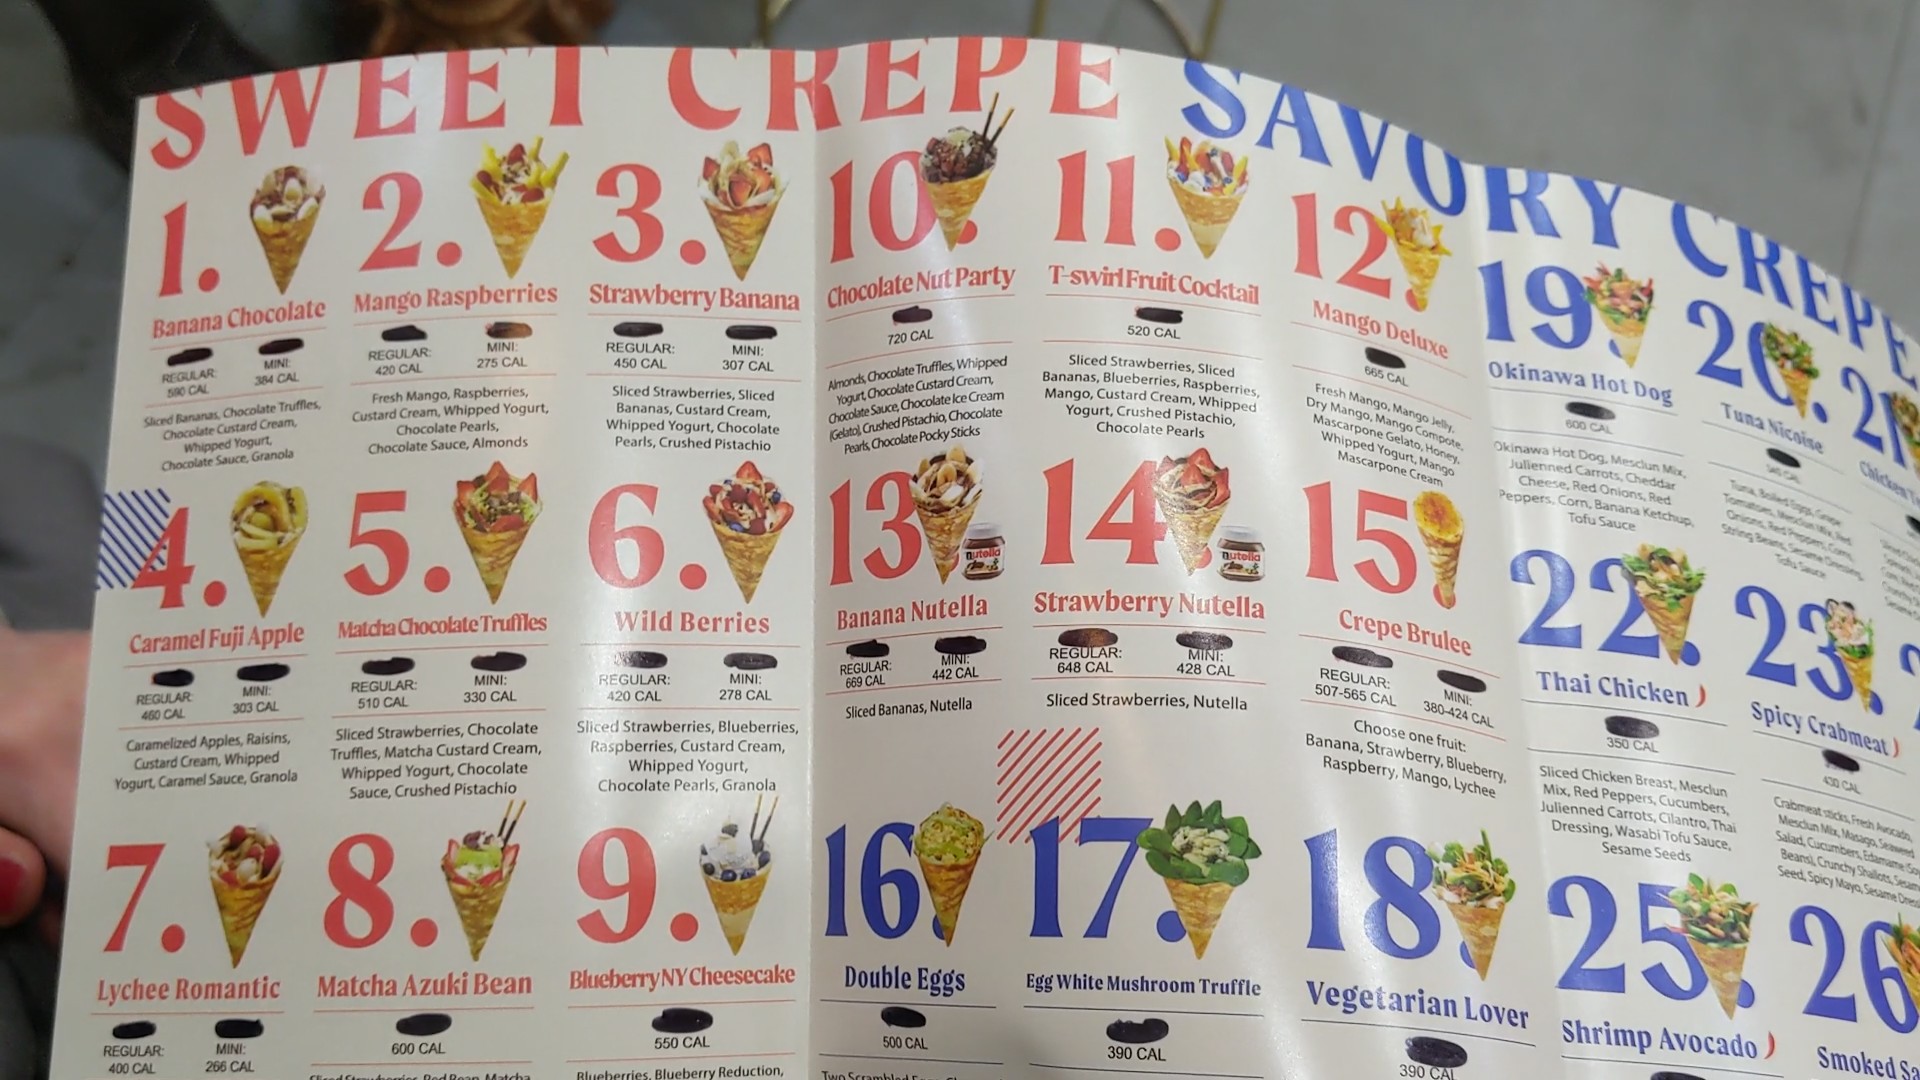 SWEET CREPE
1.
Banana Chocolate
REGULAR: MINI:
590 CAL 384 CAL
Sliced Bananas, Chocolate Truffles,
Chocolate Custard Cream,
Whipped Yogurt,
Chocolate Sauce, Granola
2.
Mango Raspberries
REGULAR: MINI:
420 CAL 275 CAL
Fresh Mango, Raspberries,
Custard Cream, Whipped Yogurt,
Chocolate Pearls,
Chocolate Sauce, Almonds
3.
Strawberry Banana
REGULAR: MINI:
450 CAL 307 CAL
Sliced Strawberries, Sliced
Bananas, Custard Cream,
Whipped Yogurt, Chocolate
Pearls, Crushed Pistachio
4.
Caramel Fuji Apple
REGULAR: MINI:
460 CAL 303 CAL
Caramelized Apples, Raisins,
Custard Cream, Whipped
Yogurt, Caramel Sauce, Granola
5.
Matcha Chocolate Truffles
REGULAR: MINI:
510 CAL 330 CAL
Sliced Strawberries, Chocolate
Truffles, Matcha Custard Cream,
Whipped Yogurt, Chocolate
Sauce, Crushed Pistachio
6.
Wild Berries
REGULAR: MINI:
420 CAL 278 CAL
Sliced Strawberries, Blueberries,
Raspberries, Custard Cream,
Whipped Yogurt,
Chocolate Pearls, Granola
7.
Lychee Romantic
REGULAR: MINI:
400 CAL 266 CAL
8.
Matcha Azuki Bean
600 CAL
Sliced Strawberries, Red Bean, Matcha
9.
Blueberry NY Cheesecake
550 CAL
Blueberries, Blueberry Reduction,
10.
Chocolate Nut Party
720 CAL
Almonds, Chocolate Truffles, Whipped
Yogurt, Chocolate Custard Cream,
Chocolate Sauce, Chocolate Ice Cream
(Gelato), Crushed Pistachio, Chocolate
Pearls, Chocolate Pocky Sticks
11.
T-swirl Fruit Cocktail
520 CAL
Sliced Strawberries, Sliced
Bananas, Blueberries, Raspberries,
Mango, Custard Cream, Whipped
Yogurt, Crushed Pistachio,
Chocolate Pearls
12.
Mango Deluxe
665 CAL
Fresh Mango, Mango Jelly,
Dry Mango, Mango Compote,
Mascarpone Gelato, Honey,
Whipped Yogurt, Mango
Mascarpone Cream
13.
nutella
Banana Nutella
REGULAR: MINI:
669 CAL 442 CAL
Sliced Bananas, Nutella
14.
nutella
Strawberry Nutella
REGULAR: MINI:
648 CAL 428 CAL
Sliced Strawberries, Nutella
15.
Crepe Brulee
REGULAR: MINI:
507-565 CAL 380-424 CAL
Choose one fruit:
Banana, Strawberry, Blueberry,
Raspberry, Mango, Lychee
SAVORY CREPE
16.
Double Eggs
500 CAL
Two Scrambled Eggs,
17.
Egg White Mushroom Truffle
390 CAL
18.
Vegetarian Lover
390 CAL
19.
Okinawa Hot Dog
600 CAL
Okinawa Hot Dog, Mesclun Mix,
Julienned Carrots, Cheddar
Cheese, Red Onions, Red
Peppers, Corn, Banana Ketchup,
Tofu Sauce
20.
Tuna Nicoise
Tuna, Boiled Eggs, Grape
Tomatoes, Mesclun Mix, Red
Onions, Red Peppers, Corn,
String Beans, Sesame Dressing,
Tofu Sauce
21
Chicken
22.
Thai Chicken
350 CAL
Sliced Chicken Breast, Mesclun
Mix, Red Peppers, Cucumbers,
Julienned Carrots, Cilantro, Thai
Dressing, Wasabi Tofu Sauce,
Sesame Seeds
23.
Spicy Crabmeat
430 CAL
Crabmeat sticks, Fresh Avocado,
Mesclun Mix, Masago, Seaweed
Salad, Cucumbers, Edamame (Soy
Beans), Crunchy Shallots, Sesame
Seed, Spicy Mayo, Sesame Dress
25.
Shrimp Avocado
26
Smoked Sa